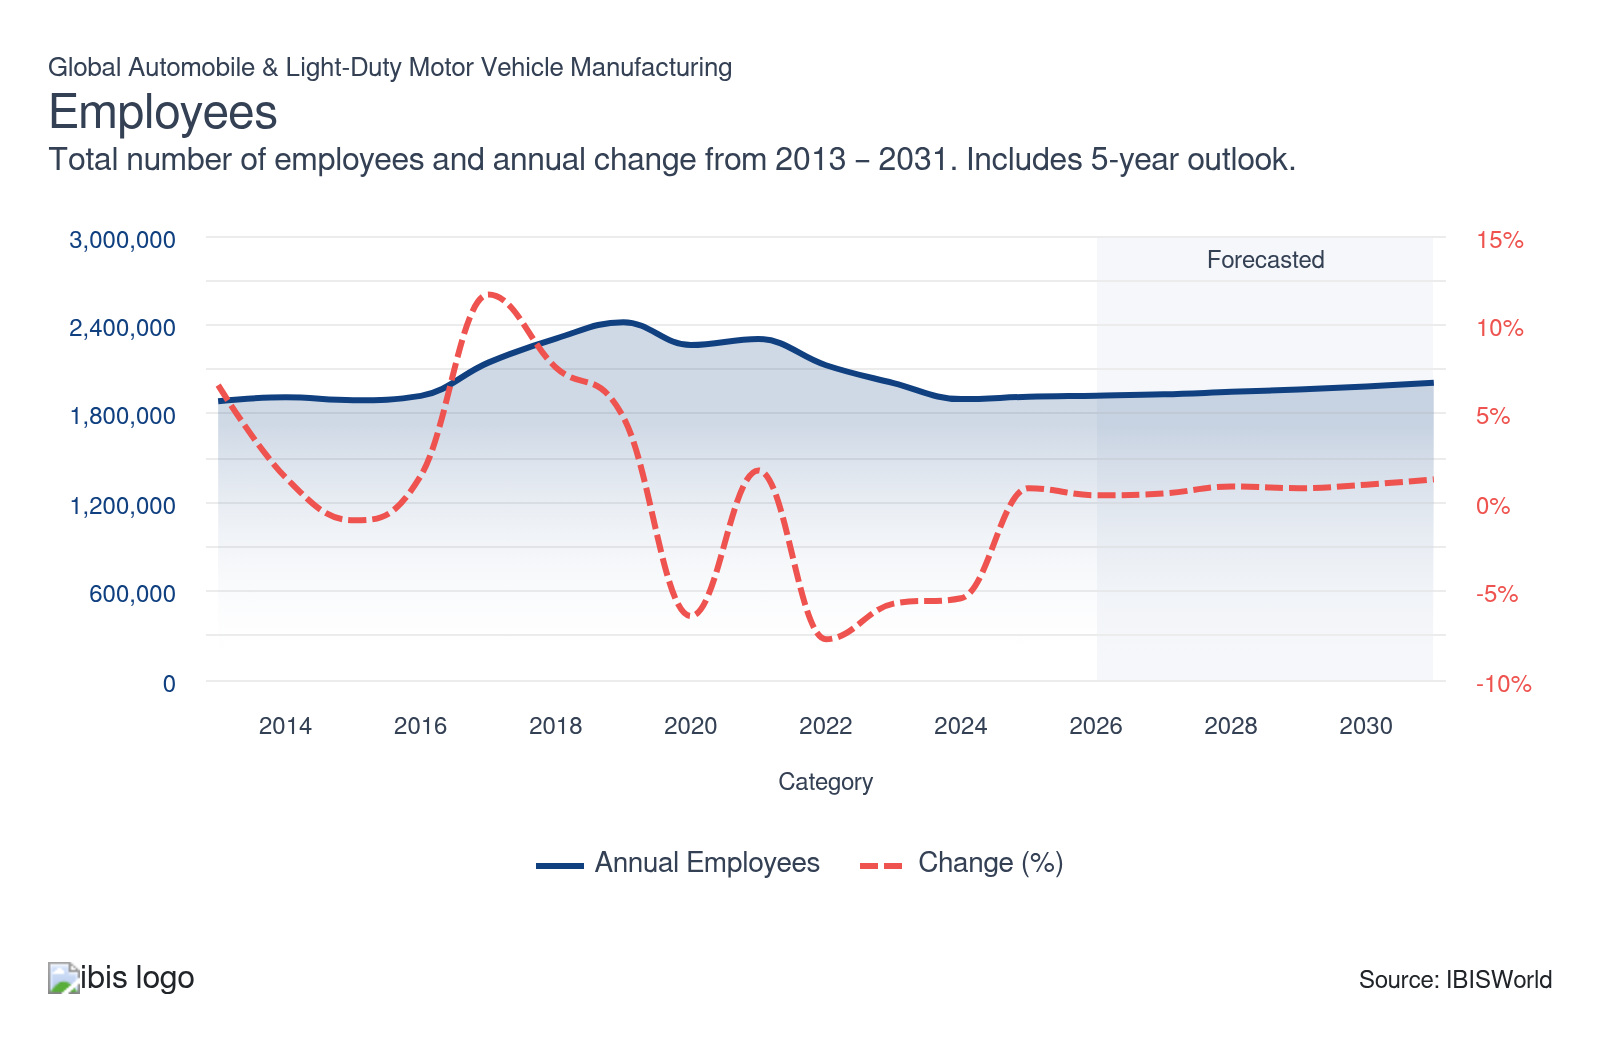 Global Automobile & Light-Duty Motor Vehicle Manufacturing
Employees
Total number of employees and annual change from 2013 – 2031. Includes 5-year outlook.
3,000,000
15%
Forecasted
2,400,000
10%
1,800,000
5%
1,200,000
0%
600,000
-5%
0
-10%
2014 2016 2018 2020 2022 2024 2026 2028 2030
Category
Annual Employees Change (%)
ibis logo
Source: IBISWorld